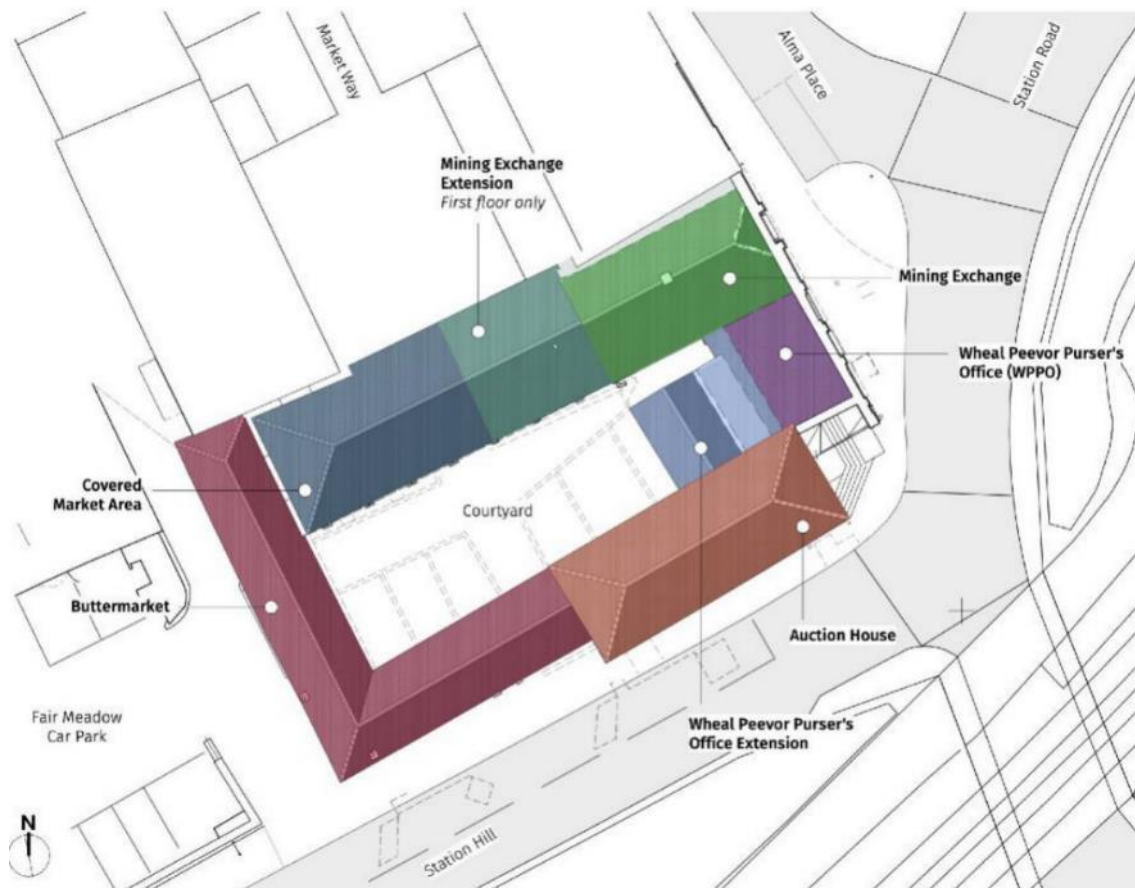 Market Way
Alma Place
Station Road
Mining Exchange
Extension
First floor only
Mining Exchange
Wheal Peevor Purser's
Office (WPPO)
Covered
Market Area
Courtyard
Buttermarket
Auction House
Fair Meadow
Car Park
Wheal Peevor Purser's
Office Extension
Station Hill
N